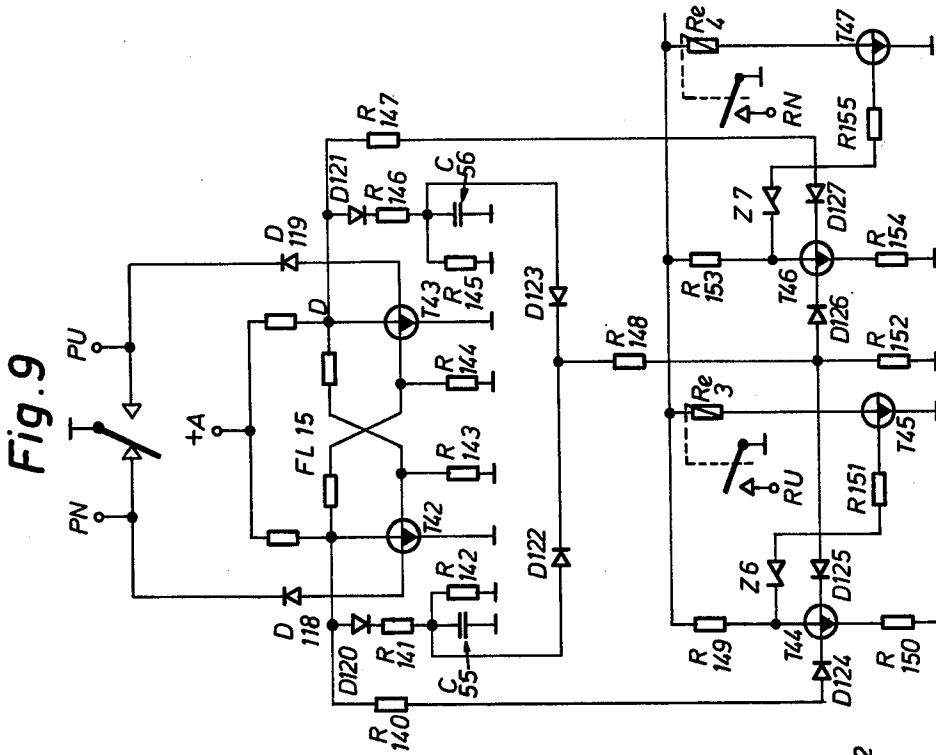 Fig. 9
PN
PU
+A
D
118
D
119
FL 15
D
D120
D121
R
147
R
140
R
141
R
146
C
55
C
56
R
142
T42
R
143
R
144
T43
R
145
D122
D123
R
148
R
149
Z6
R151
RU
Re
3
R
153
Z7
R155
RN
Re
4
D124
T44
D125
T45
D126
T46
D127
T47
R
150
R
152
R
154
2